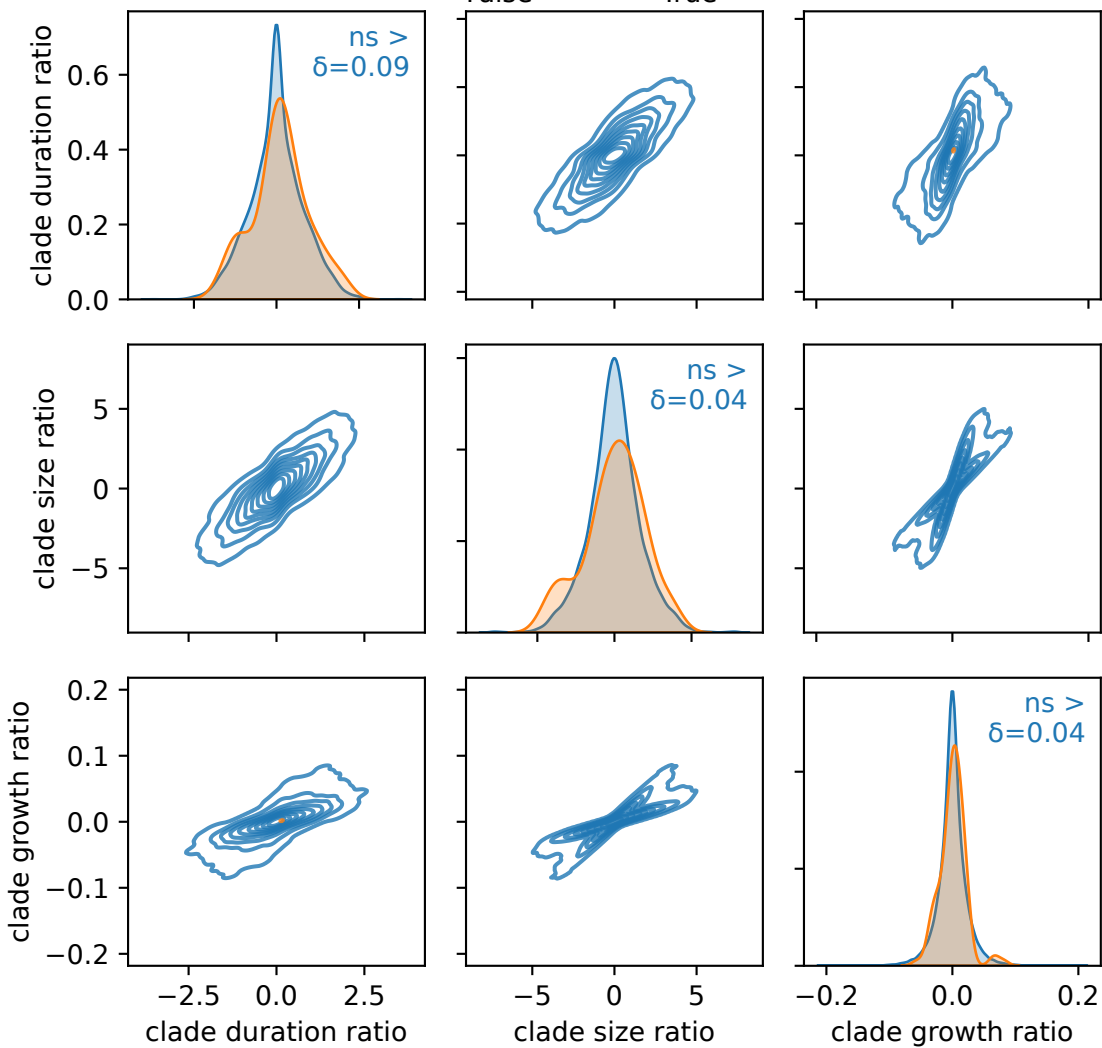 True
clade duration ratio
0.6
0.4
0.2
0.0
ns >
δ=0.09
clade size ratio
5
0
−5
ns >
δ=0.04
clade growth ratio
0.2
0.1
0.0
−0.1
−0.2
ns >
δ=0.04
−2.5
0.0
2.5
clade duration ratio
−5
0
5
clade size ratio
−0.2
0.0
0.2
clade growth ratio